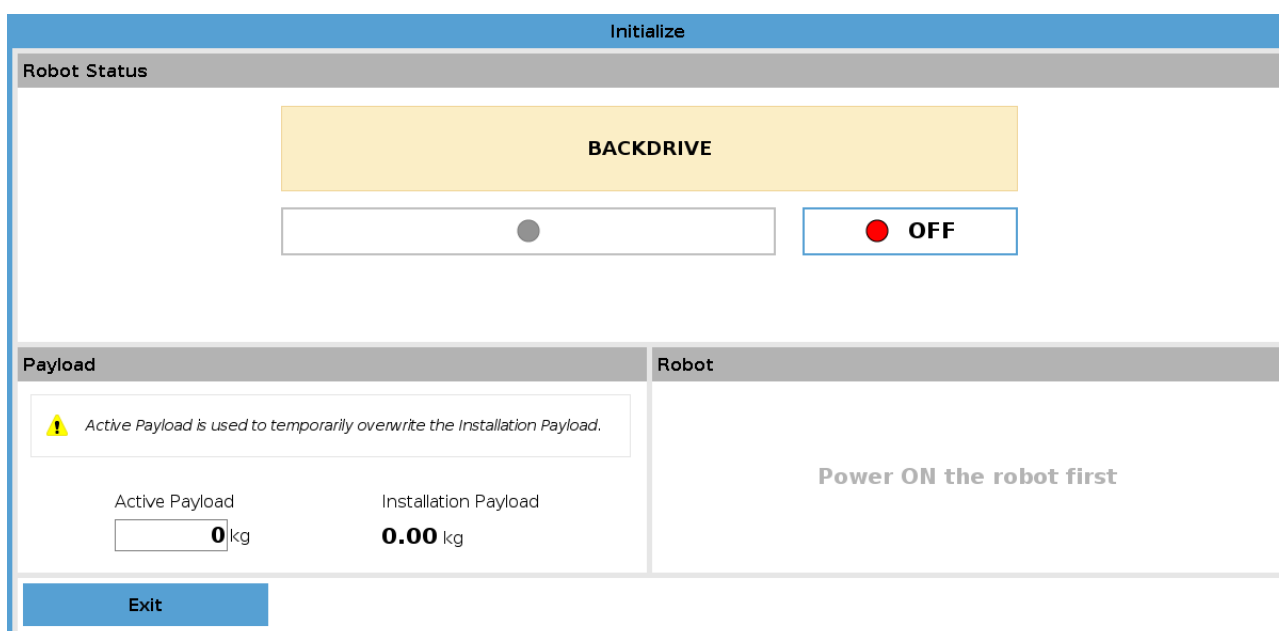 Initialize
Robot Status
BACKDRIVE
OFF
Payload
Active Payload is used to temporarily overwrite the Installation Payload.
Active Payload
Installation Payload
0 kg
0.00 kg
Robot
Power ON the robot first
Exit